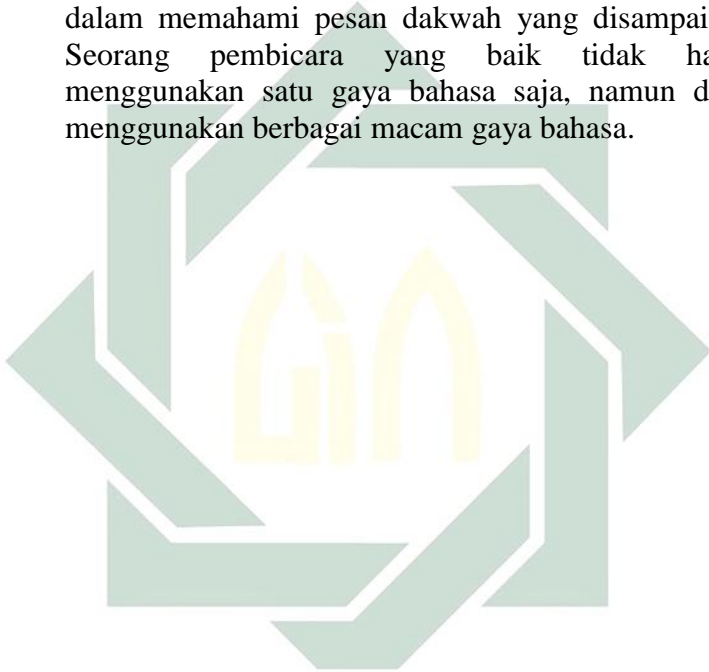 dalam memahami pesan dakwah yang disampai
Seorang pembicara yang baik tidak ha
menggunakan satu gaya bahasa saja, namun d
menggunakan berbagai macam gaya bahasa.